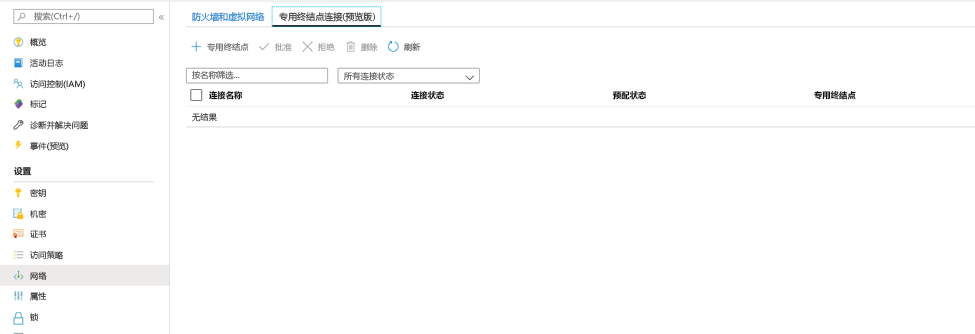 搜索(Ctrl+/)
«
防火墙和虚拟网络
专用终结点连接(预览版)
概览
活动日志
访问控制(IAM)
标记
诊断并解决问题
事件(预览)
设置
密钥
机密
证书
访问策略
网络
属性
锁
专用终结点
批准
拒绝
删除
刷新
按名称筛选...
所有连接状态
连接名称
连接状态
预配状态
专用终结点
无结果